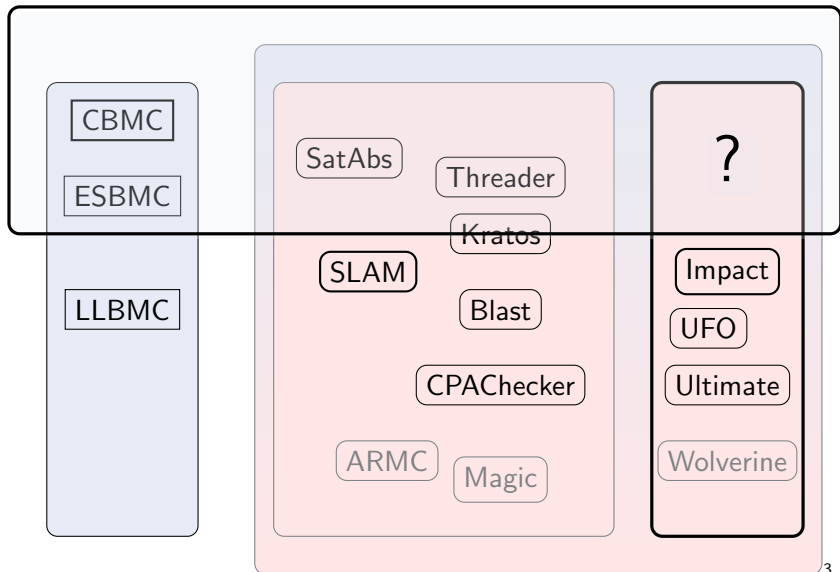 CBMC
ESBMC
LLBMC
SatAbs
Threader
Kratos
SLAM
Blast
CPAChecker
ARMC
Magic
?
Impact
UFO
Ultimate
Wolverine
3